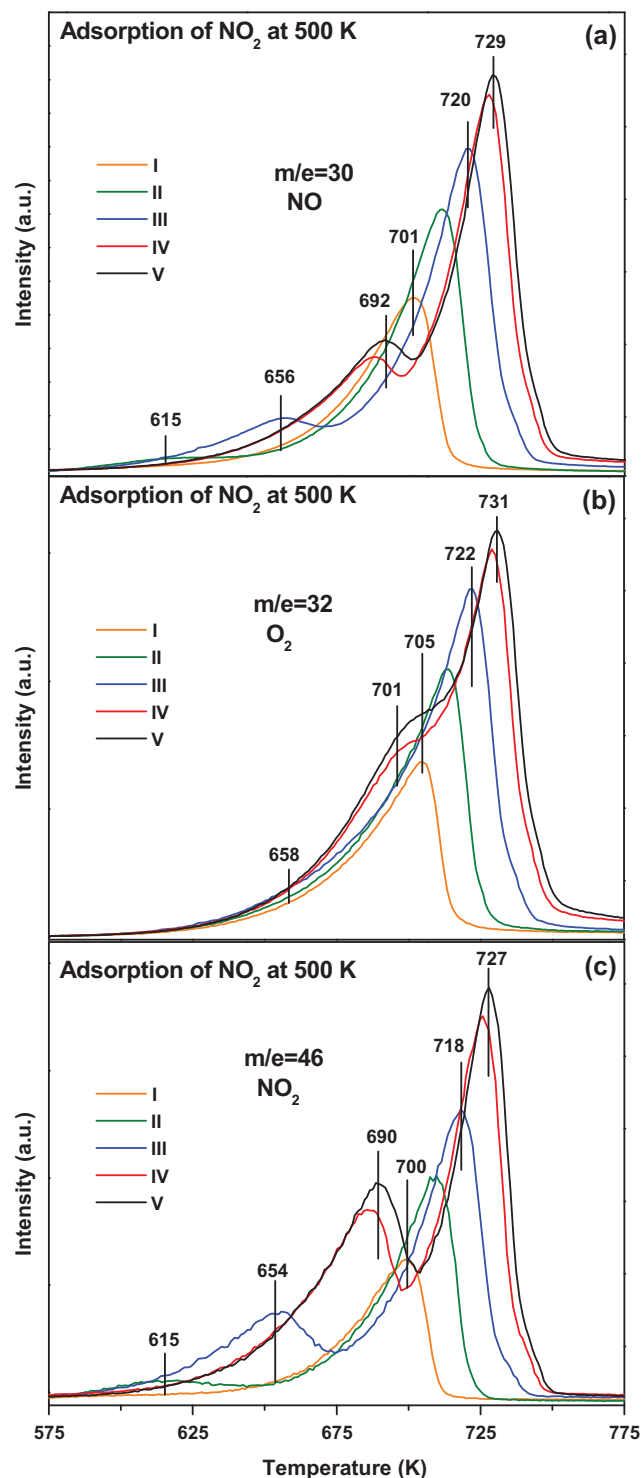 Adsorption of NO2 at 500 K
(a)
729
720
m/e=30
NO
I
II
III
IV
V
701
692
656
615
Intensity (a.u.)
Adsorption of NO2 at 500 K
(b)
731
722
m/e=32
O2
I
II
III
IV
V
705
701
658
Intensity (a.u.)
Adsorption of NO2 at 500 K
(c)
727
718
m/e=46
NO2
I
II
III
IV
V
690
700
654
615
Intensity (a.u.)
575 625 675 725 775
Temperature (K)